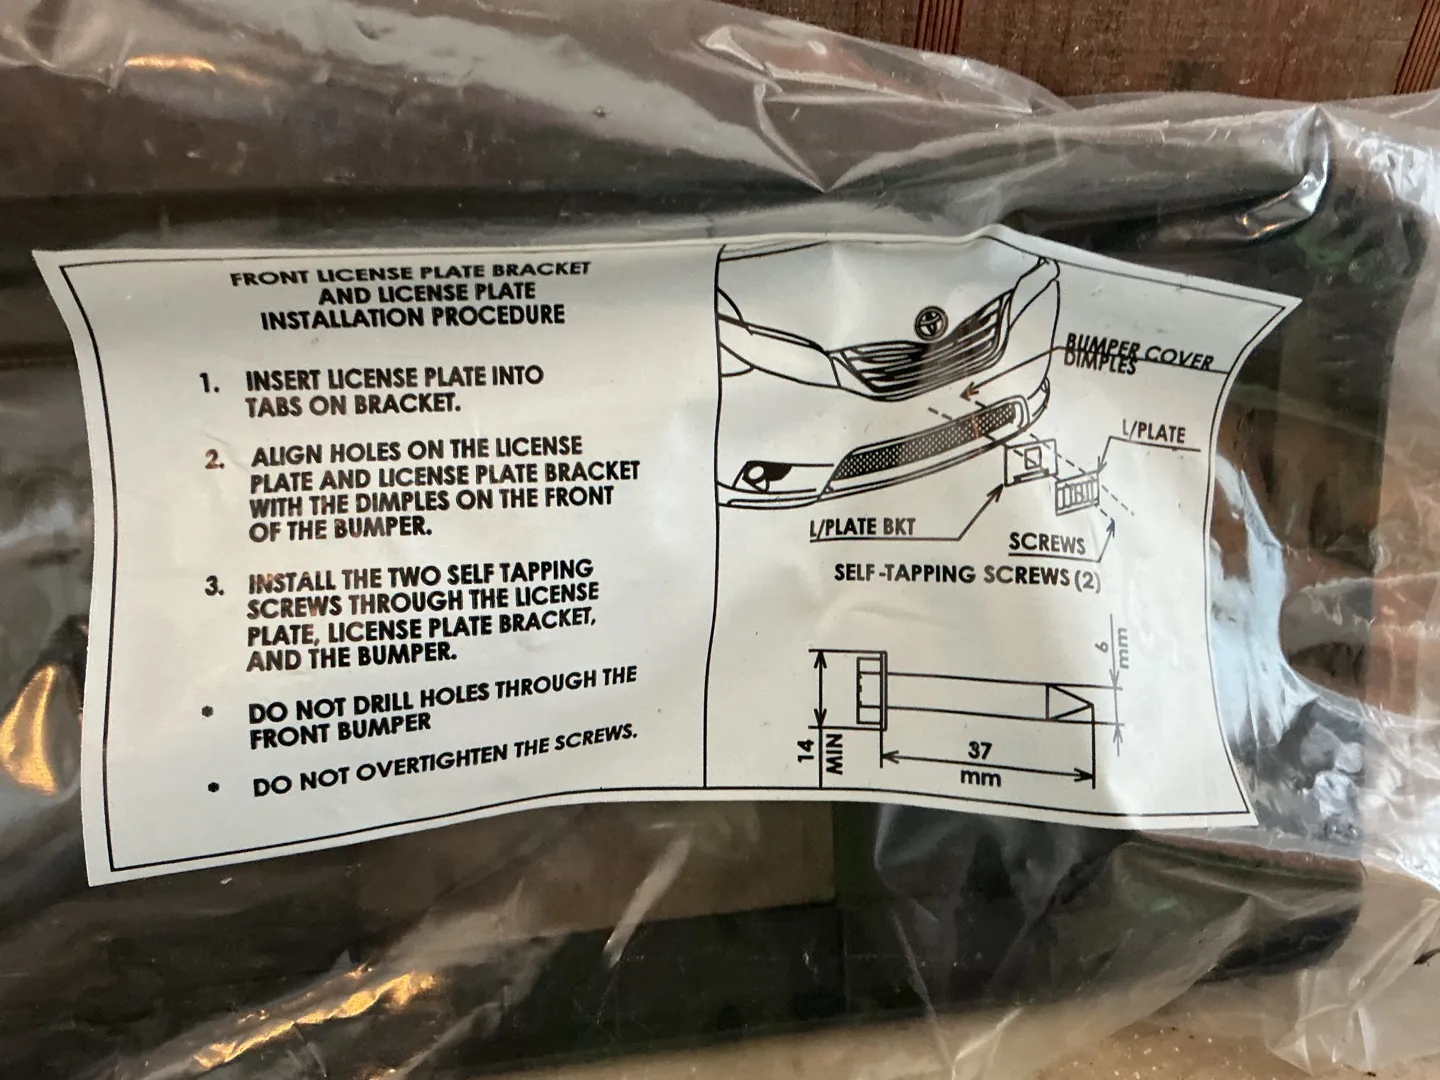 FRONT LICENSE PLATE BRACKET
AND LICENSE PLATE
INSTALLATION PROCEDURE
1. INSERT LICENSE PLATE INTO
TABS ON BRACKET.
2. ALIGN HOLES ON THE LICENSE
PLATE AND LICENSE PLATE BRACKET
WITH THE DIMPLES ON THE FRONT
OF THE BUMPER.
3. INSTALL THE TWO SELF TAPPING
SCREWS THROUGH THE LICENSE
PLATE, LICENSE PLATE BRACKET,
AND THE BUMPER.
* DO NOT DRILL HOLES THROUGH THE
FRONT BUMPER
* DO NOT OVERTIGHTEN THE SCREWS.
BUMPER COVER
DIMPLES
L/PLATE
L/PLATE BKT
SCREWS
SELF-TAPPING SCREWS (2)
6
mm
14
MIN
37
mm